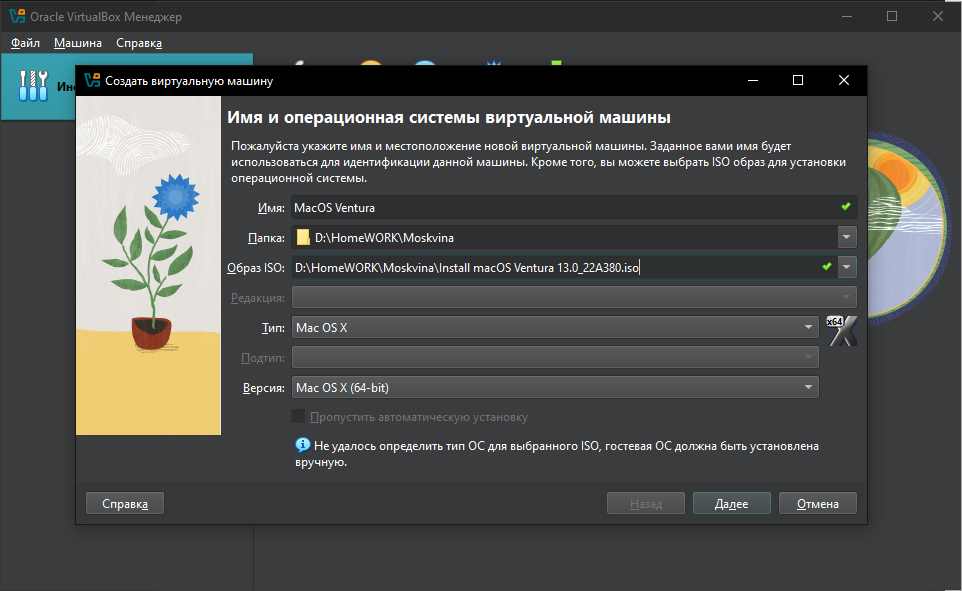 Oracle VirtualBox Менеджер
Файл Машина Справка
Создать виртуальную машину
Имя и операционная системы виртуальной машины
Пожалуйста укажите имя и местоположение новой виртуальной машины. Заданное вами имя будет
использоваться для идентификации данной машины. Кроме того, вы можете выбрать ISO образ для установки
операционной системы.
Имя: MacOS Ventura
Папка: D:\HomeWORK\Moskvina
Образ ISO: D:\HomeWORK\Moskvina\Install macOS Ventura 13.0_22A380.iso
Редакция:
Тип: Mac OS X
x64
Подтип:
Версия: Mac OS X (64-bit)
Пропустить автоматическую установку
Не удалось определить тип ОС для выбранного ISO, гостевая ОС должна быть установлена
вручную.
Справка Назад Далее Отмена